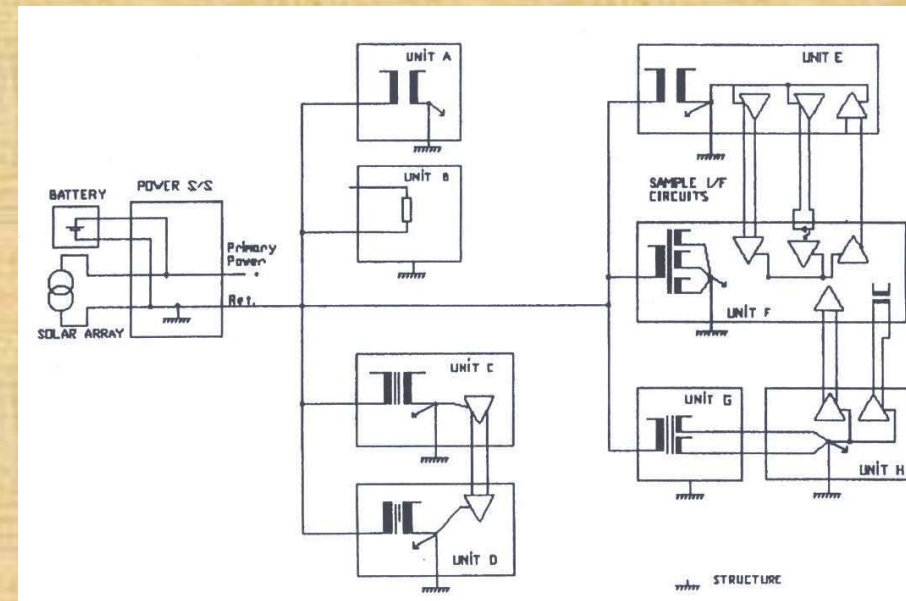 UNIT A
UNIT E
UNIT B
POWER S/S
BATTERY
SAMPLE I/F
CIRCUITS
Primary
Power
Ret.
SOLAR ARRAY
UNIT F
UNIT C
UNIT G
UNIT H
UNIT D
STRUCTURE